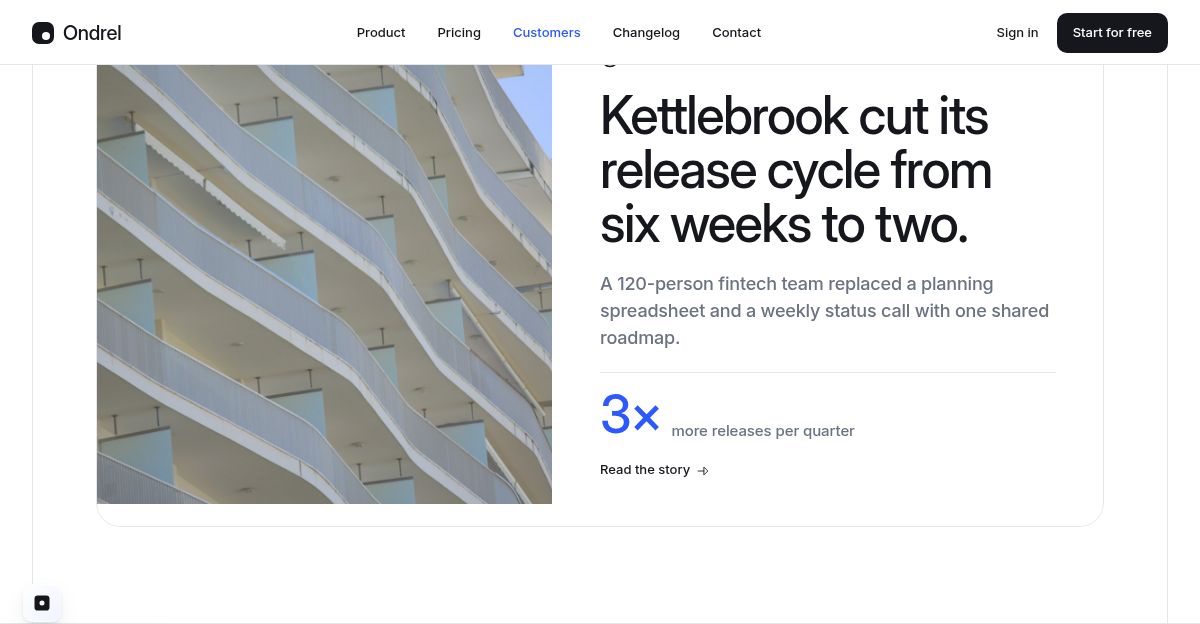 Ondrel
Product
Pricing
Customers
Changelog
Contact
Sign in
Start for free
Kettlebrook cut its
release cycle from
six weeks to two.
A 120-person fintech team replaced a planning
spreadsheet and a weekly status call with one shared
roadmap.
3× more releases per quarter
Read the story